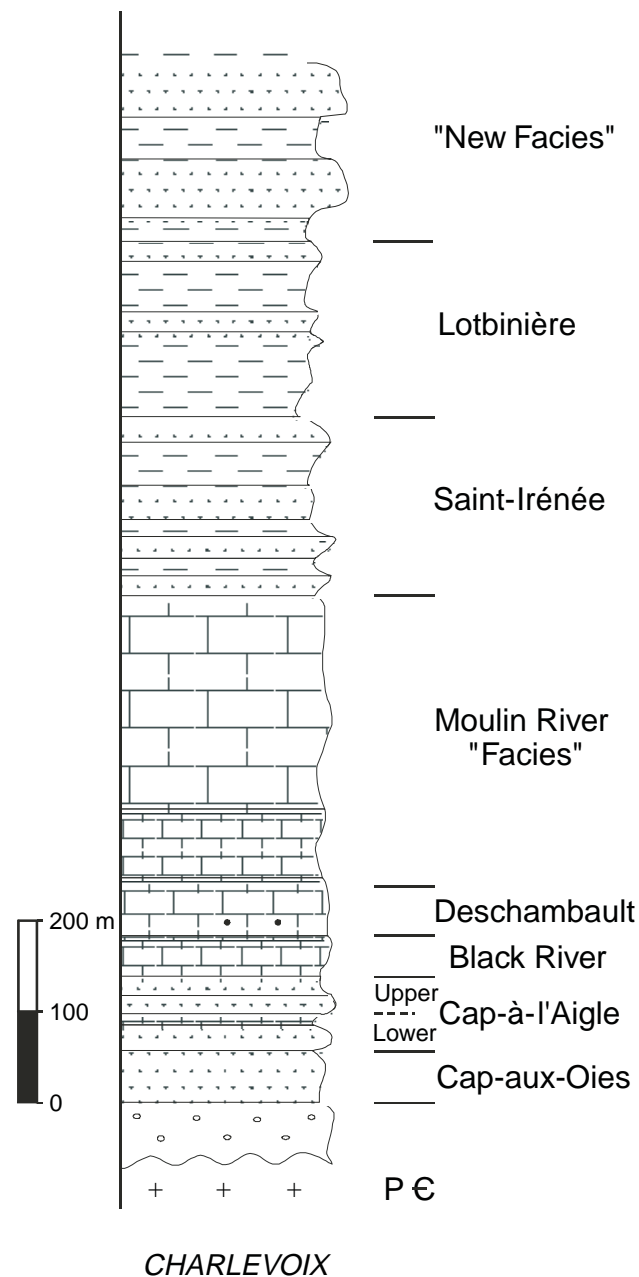 "New Facies"
Lotbinière
Saint-Irénée
Moulin River
"Facies"
Deschambault
200 m
Black River
Upper
100
Cap-à-l'Aigle
Lower
Cap-aux-Oies
0
P Є
CHARLEVOIX